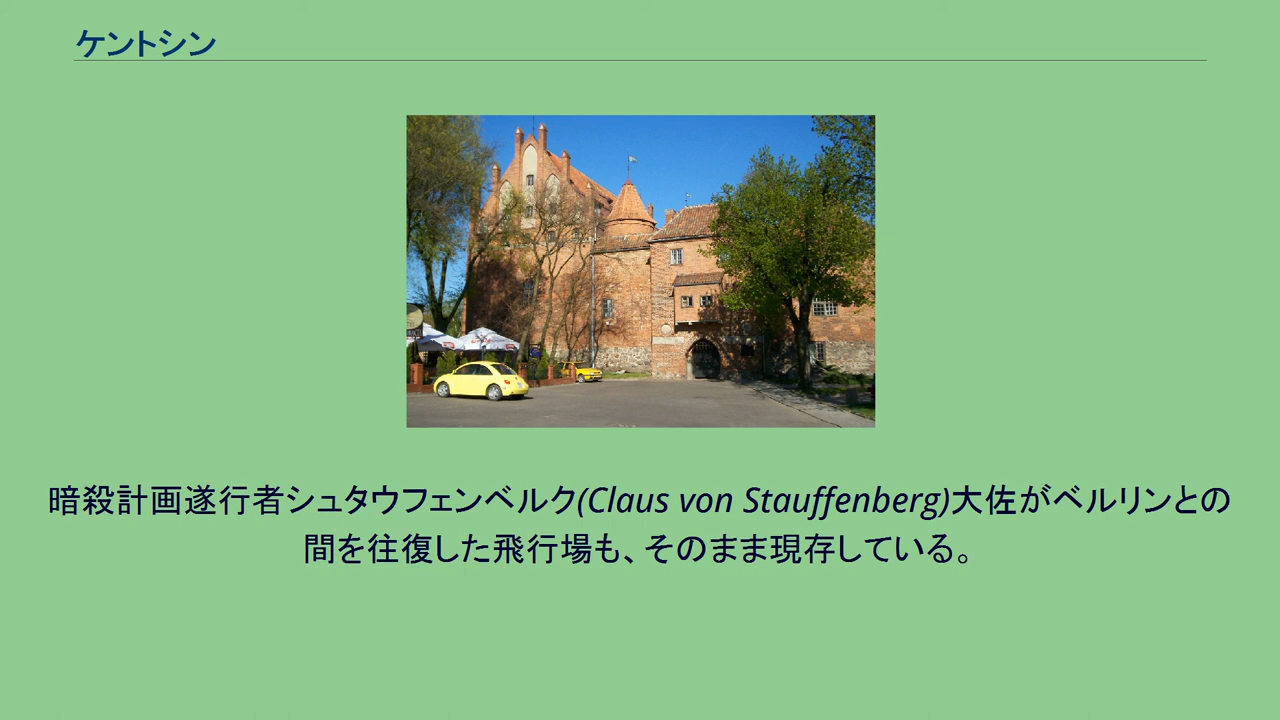 ケントシン
暗殺計画遂行者シュタウフェンベルク(Claus von Stauffenberg)大佐がベルリンとの
間を往復した飛行場も、そのまま現存している。